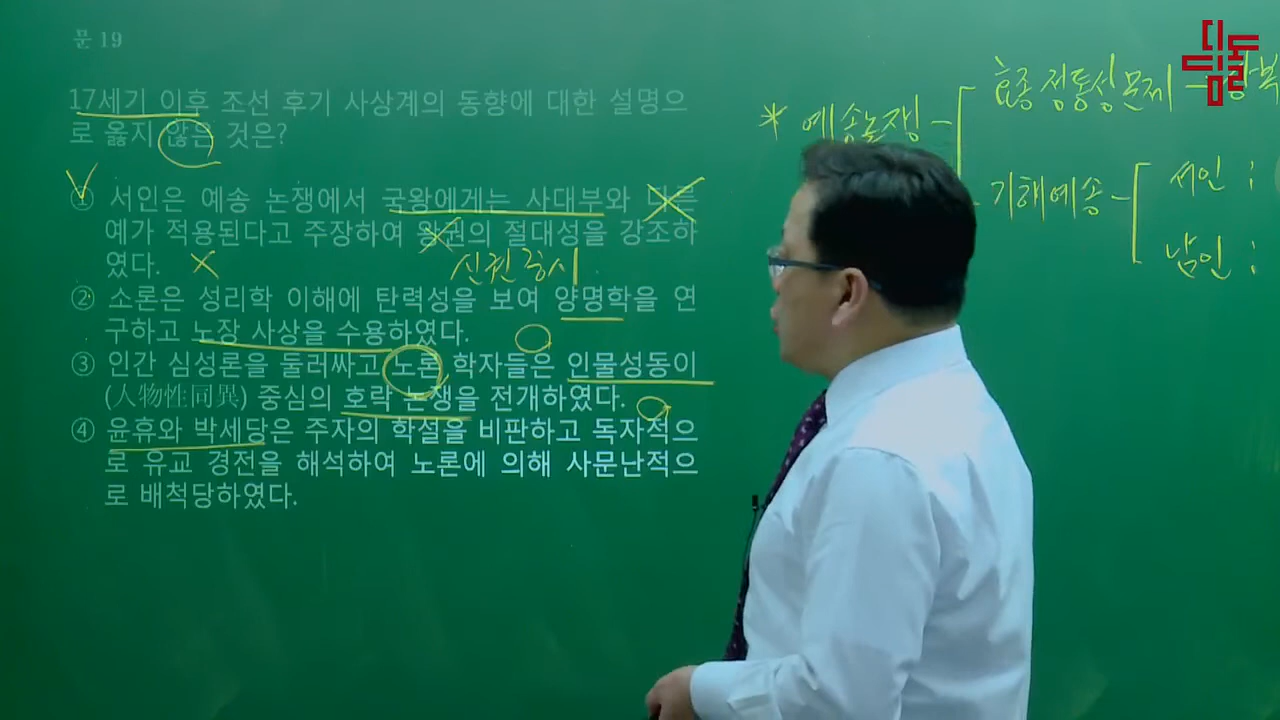 문 19
17세기 이후 조선 후기 사상계의 동향에 대한 설명으
로 옳지 않은 것은?
① 서인은 예송 논쟁에서 국왕에게는 사대부와 다른
예가 적용된다고 주장하여 왕권의 절대성을 강조하
였다.
신권 중시
② 소론은 성리학 이해에 탄력성을 보여 양명학을 연
구하고 노장 사상을 수용하였다.
③ 인간 심성론을 둘러싸고 노론 학자들은 인물성동이
(人物性同異) 중심의 호락 논쟁을 전개하였다.
④ 윤휴와 박세당은 주자의 학설을 비판하고 독자적으
로 유교 경전을 해석하여 노론에 의해 사문난적으
로 배척당하였다.
* 예송논쟁
효종 정통성 문제
기해예송
서인 :
남인 :